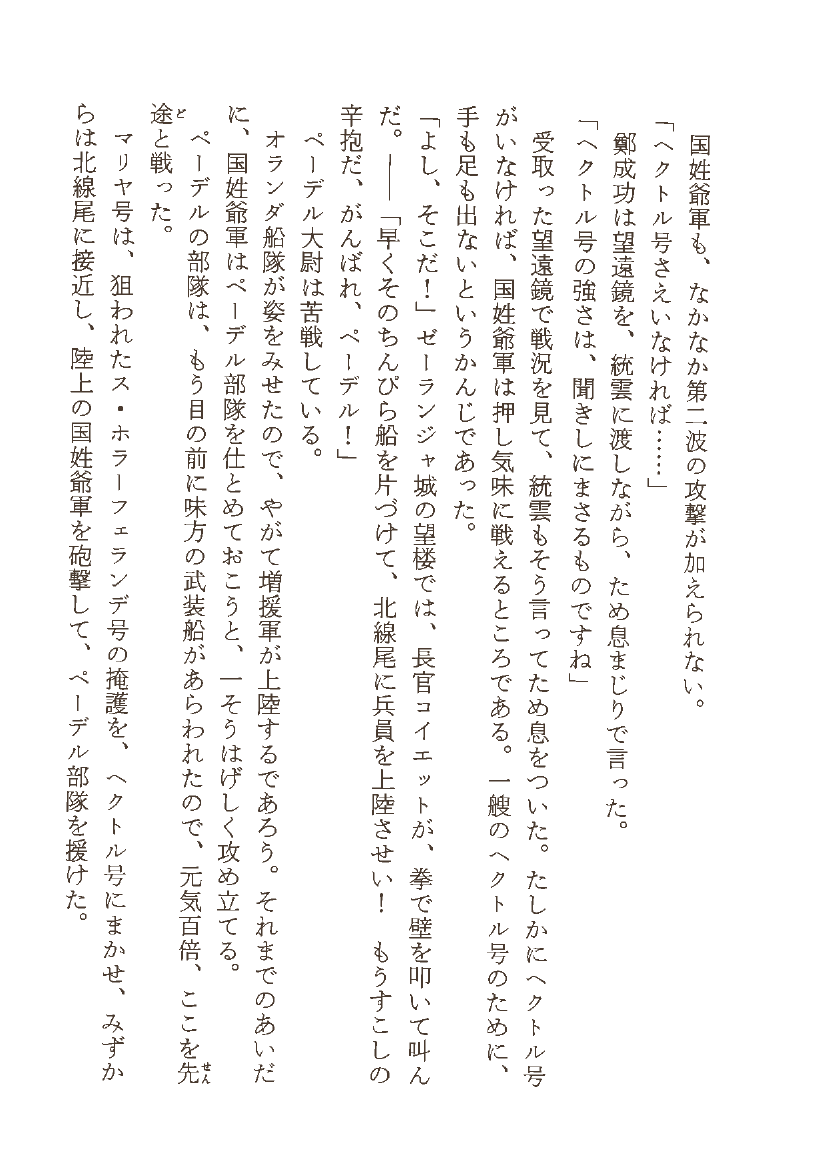 国姓爺軍も、なかなか第二波の攻撃が加えられない。
「ヘクトル号さえいなければ……」
鄭成功は望遠鏡を、統雲に渡しながら、ため息まじりで言った。
「ヘクトル号の強さは、聞きしにまさるものですね」
受取った望遠鏡で戦況を見て、統雲もそう言ってため息をついた。たしかにヘクトル号
がいなければ、国姓爺軍は押し気味に戦えるところである。一艘のヘクトル号のために、
手も足も出ないというかんじであった。
「よし、そこだ！」ゼーランジャ城の望楼では、長官コイエットが、拳で壁を叩いて叫ん
だ。――「早くそのちんぴら船を片づけて、北線尾に兵員を上陸させい！　もうすこしの
辛抱だ、がんばれ、ペーデル！」
ペーデル大尉は苦戦している。
オランダ船隊が姿をみせたので、やがて増援軍が上陸するであろう。それまでのあいだ
に、国姓爺軍はペーデル部隊を仕とめておこうと、一そうはげしく攻め立てる。
ペーデルの部隊は、もう目の前に味方の武装船があらわれたので、元気百倍、ここを先せん
途とと戦った。
マリヤ号は、狙われたス・ホラーフェランデ号の掩護を、ヘクトル号にまかせ、みずか
らは北線尾に接近し、陸上の国姓爺軍を砲撃して、ペーデル部隊を援けた。